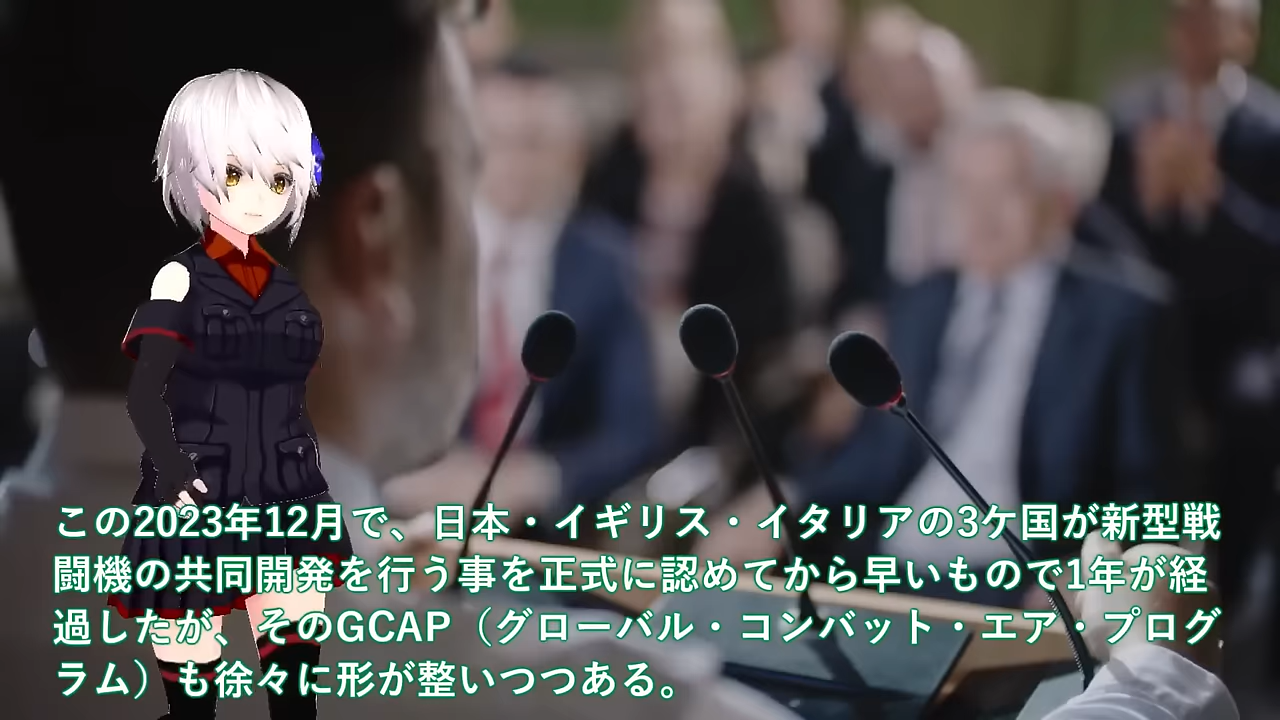 この2023年12月で、日本・イギリス・イタリアの3ケ国が新型戦
闘機の共同開発を行う事を正式に認めてから早いもので1年が経
過したが、そのGCAP（グローバル・コンバット・エア・プログ
ラム）も徐々に形が整いつつある。